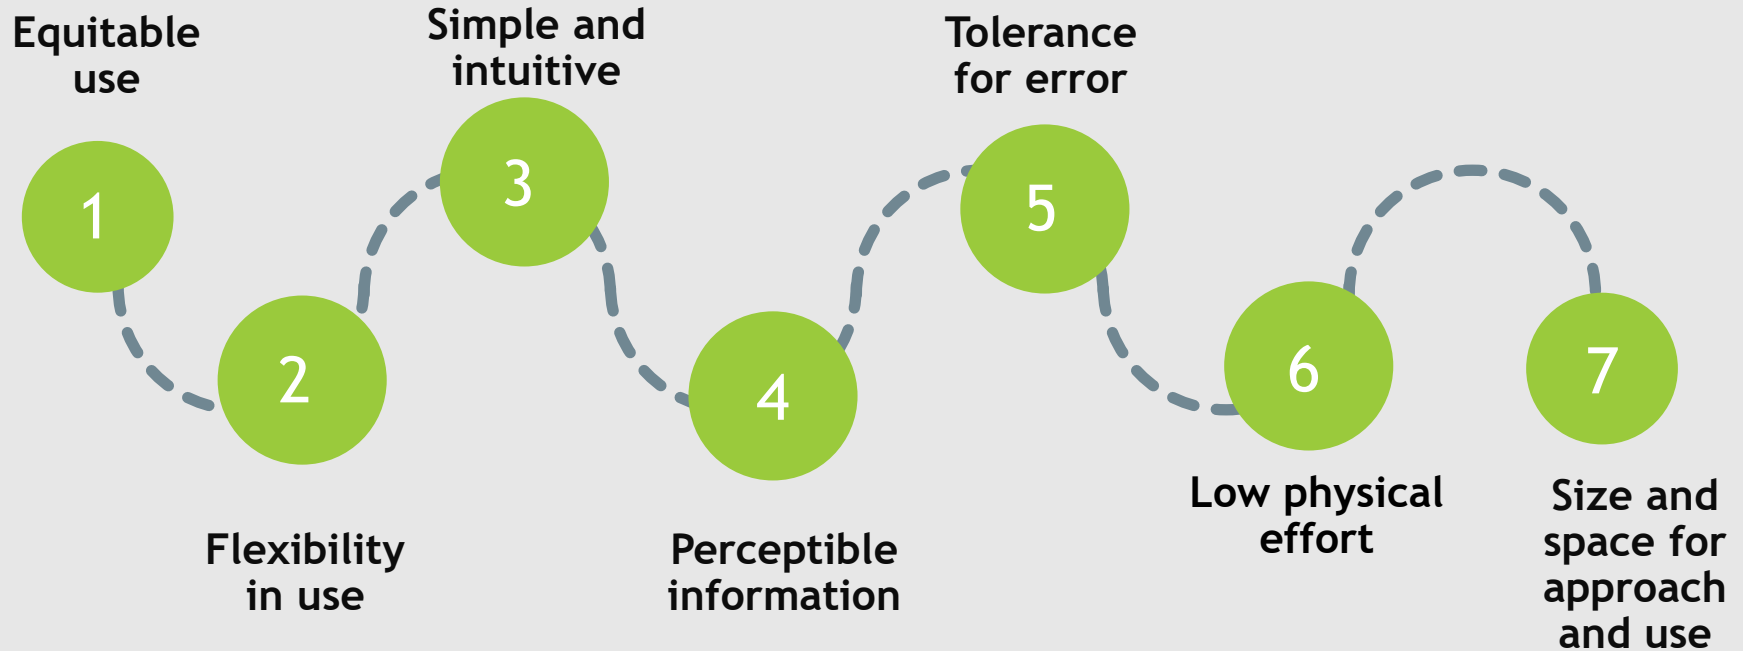 Equitable
use
1
2
Flexibility
in use
Simple and
intuitive
3
4
Perceptible
information
Tolerance
for error
5
6
Low physical
effort
7
Size and
space for
approach
and use